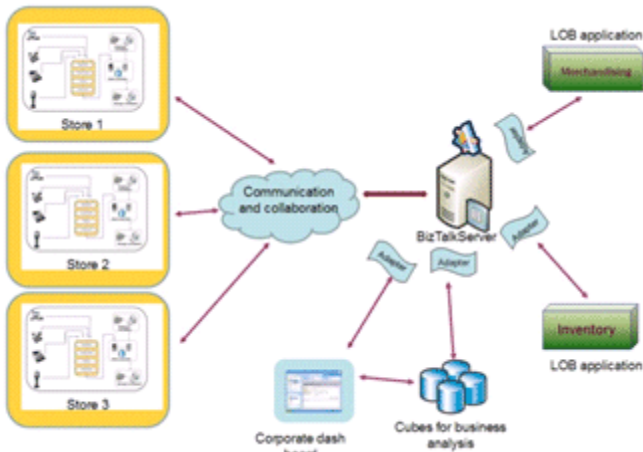 Store 1
Store 2
Store 3
Communication
and collaboration
BizTalkServer
Adapter
Adapter
Adapter
Adapter
LOB application
Merchandising
Inventory
LOB application
Corporate dash
board
Cubes for business
analysis